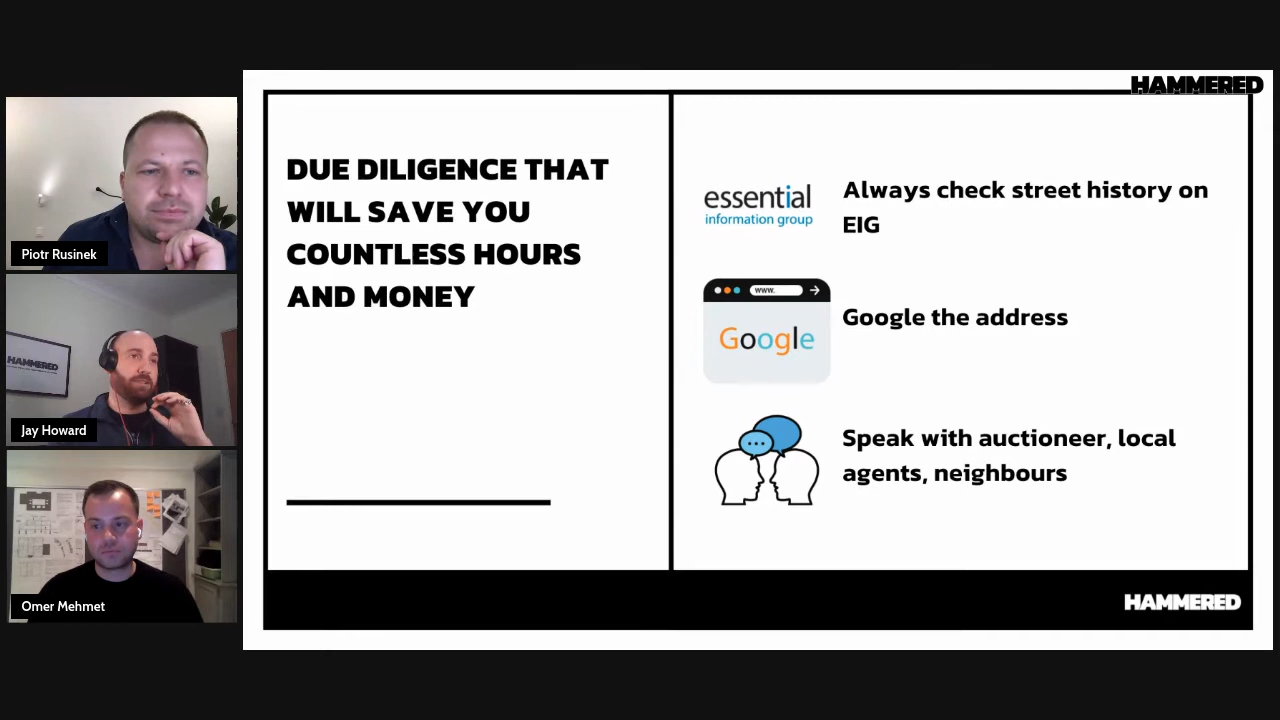 HAMMERED
Piotr Rusinek
HAMMERED
Jay Howard
Omer Mehmet
DUE DILIGENCE THAT
WILL SAVE YOU
COUNTLESS HOURS
AND MONEY
essential
information group
Always check street history on
EIG
www.
Google
Google the address
Speak with auctioneer, local
agents, neighbours
HAMMERED